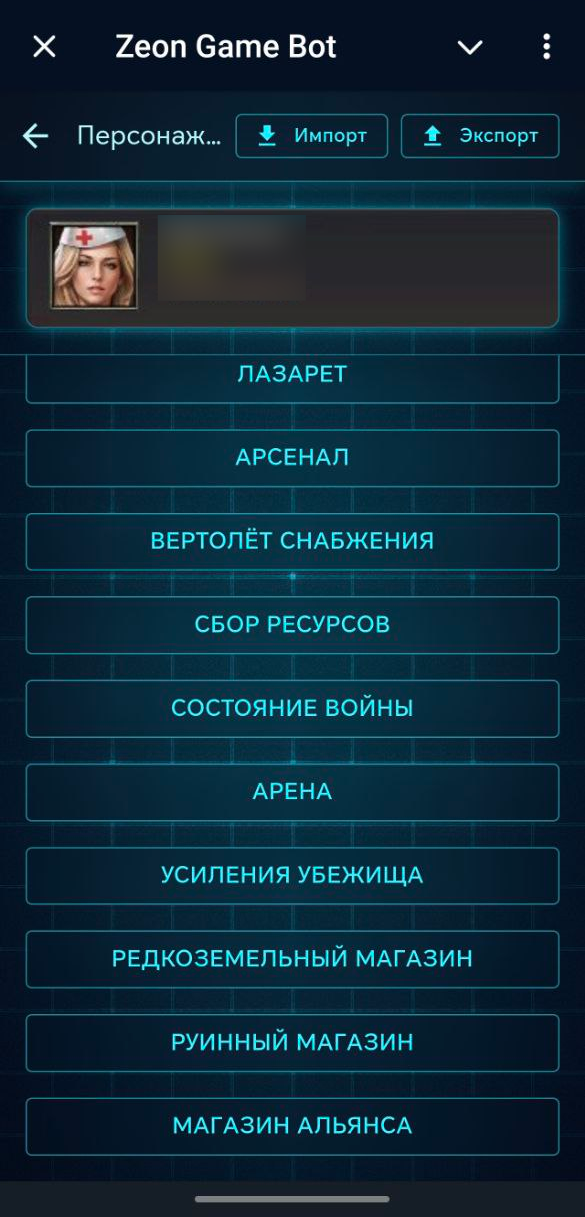 Zeon Game Bot
Персонаж...
Импорт
Экспорт
ЛАЗАРЕТ
АРСЕНАЛ
ВЕРТОЛЁТ СНАБЖЕНИЯ
СБОР РЕСУРСОВ
СОСТОЯНИЕ ВОЙНЫ
АРЕНА
УСИЛЕНИЯ УБЕЖИЩА
РЕДКОЗЕМЕЛЬНЫЙ МАГАЗИН
РУИННЫЙ МАГАЗИН
МАГАЗИН АЛЬЯНСА